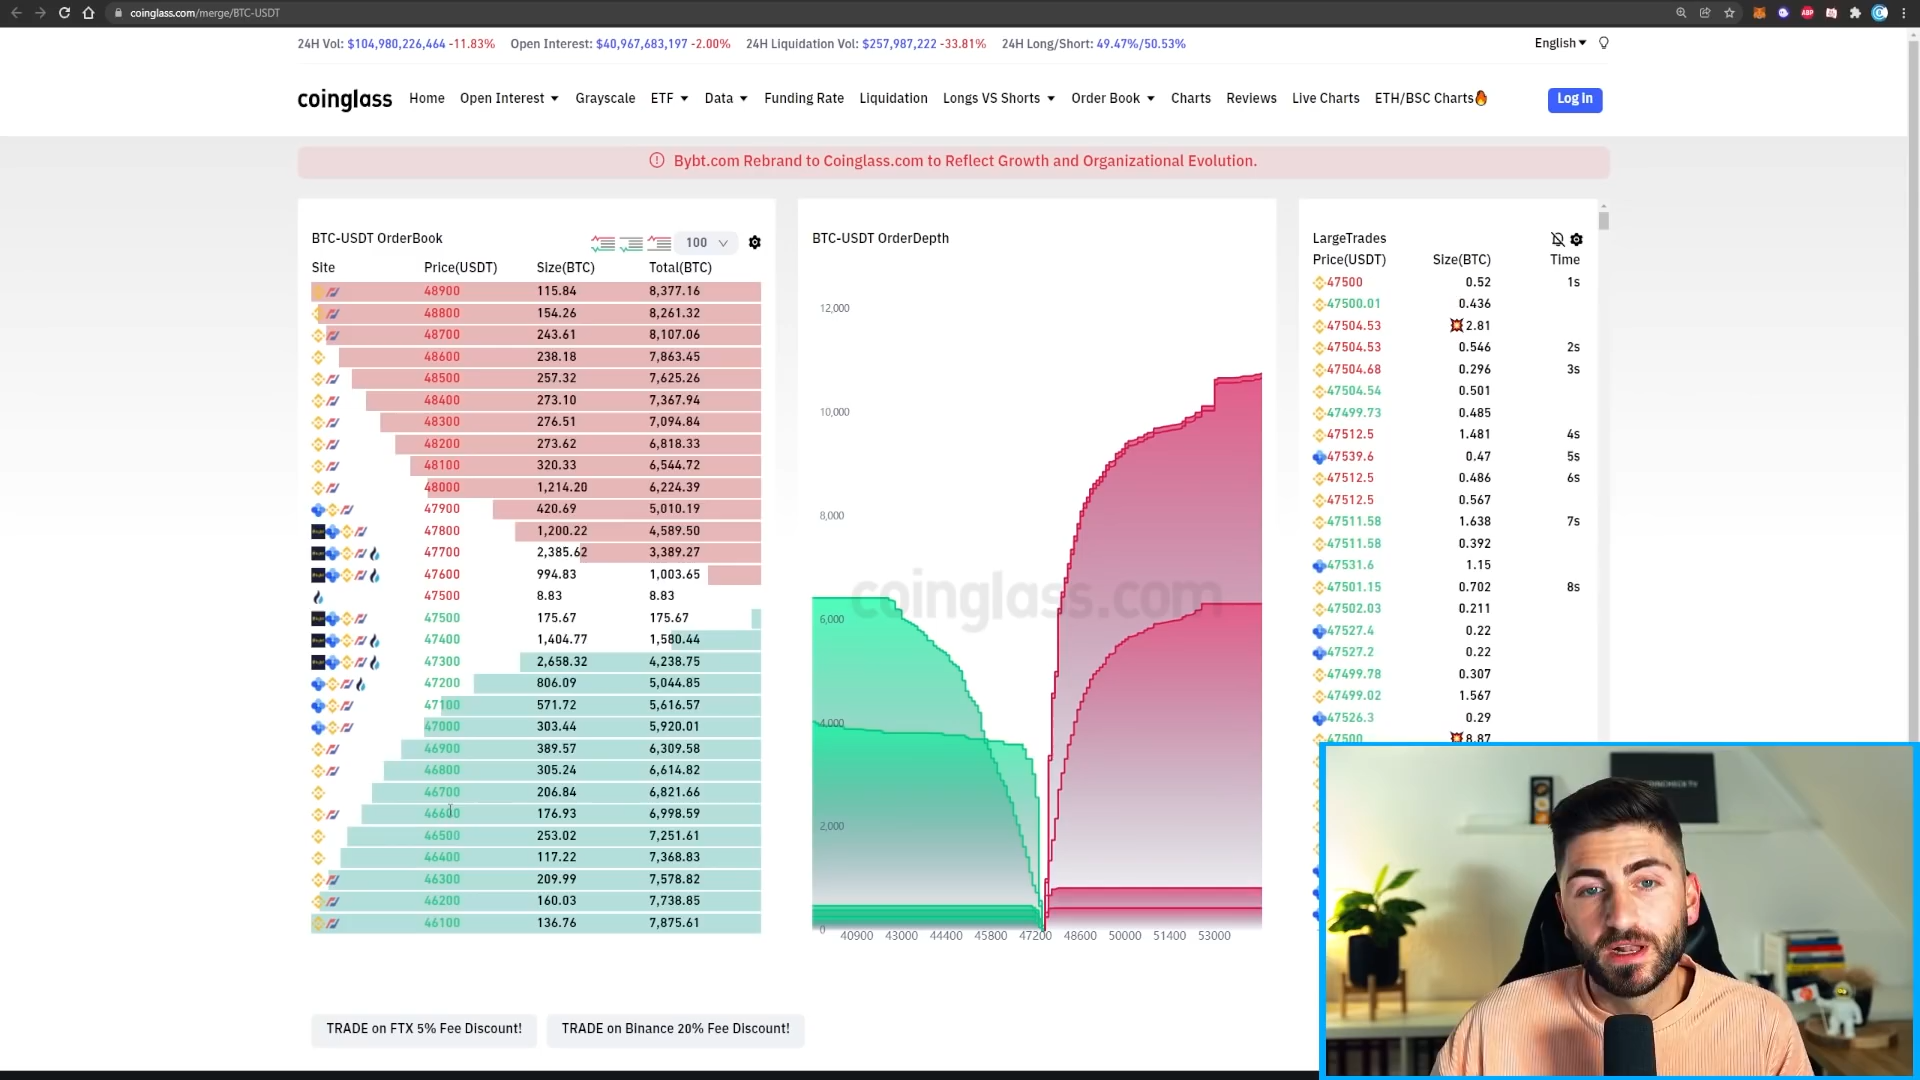 coinglass.com/merge/BTC-USDT
24H Vol: $104,980,226,464 -11.83% Open Interest: $40,967,683,197 -2.00% 24H Liquidation Vol: $257,987,222 -33.81% 24H Long/Short: 49.47%/50.53% English
coinglass Home Open Interest Grayscale ETF Data Funding Rate Liquidation Longs VS Shorts Order Book Charts Reviews Live Charts ETH/BSC Charts Log In
Bybt.com Rebrand to Coinglass.com to Reflect Growth and Organizational Evolution.
BTC-USDT OrderBook 100
Site Price(USDT) Size(BTC) Total(BTC)
48900 115.84 8,377.16
48800 154.26 8,261.32
48700 243.61 8,107.06
48600 238.18 7,863.45
48500 257.32 7,625.26
48400 273.10 7,367.94
48300 276.51 7,094.84
48200 273.62 6,818.33
48100 320.33 6,544.72
48000 1,214.20 6,224.39
47900 420.69 5,010.19
47800 1,200.22 4,589.50
47700 2,385.62 3,389.27
47600 994.83 1,003.65
47500 8.83 8.83
47500 175.67 175.67
47400 1,404.77 1,580.44
47300 2,658.32 4,238.75
47200 806.09 5,044.85
47100 571.72 5,616.57
47000 303.44 5,920.01
46900 389.57 6,309.58
46800 305.24 6,614.82
46700 206.84 6,821.66
46600 176.93 6,998.59
46500 253.02 7,251.61
46400 117.22 7,368.83
46300 209.99 7,578.82
46200 160.03 7,738.85
46100 136.76 7,875.61
BTC-USDT OrderDepth
12,000
10,000
8,000
coinglass.com
6,000
4,000
2,000
0
40900 43000 44400 45800 47200 48600 50000 51400 53000
LargeTrades
Price(USDT) Size(BTC) Time
47500 0.52 1s
47500.01 0.436
47504.53 2.81
47504.53 0.546 2s
47504.68 0.296 3s
47504.54 0.501
47499.73 0.485
47512.5 1.481 4s
47539.6 0.47 5s
47512.5 0.486 6s
47512.5 0.567
47511.58 1.638 7s
47511.58 0.392
47531.6 1.15
47501.15 0.702 8s
47502.03 0.211
47527.4 0.22
47527.2 0.22
47499.78 0.307
47499.02 1.567
47526.3 0.29
47500 8.87
TRADE on FTX 5% Fee Discount! TRADE on Binance 20% Fee Discount!